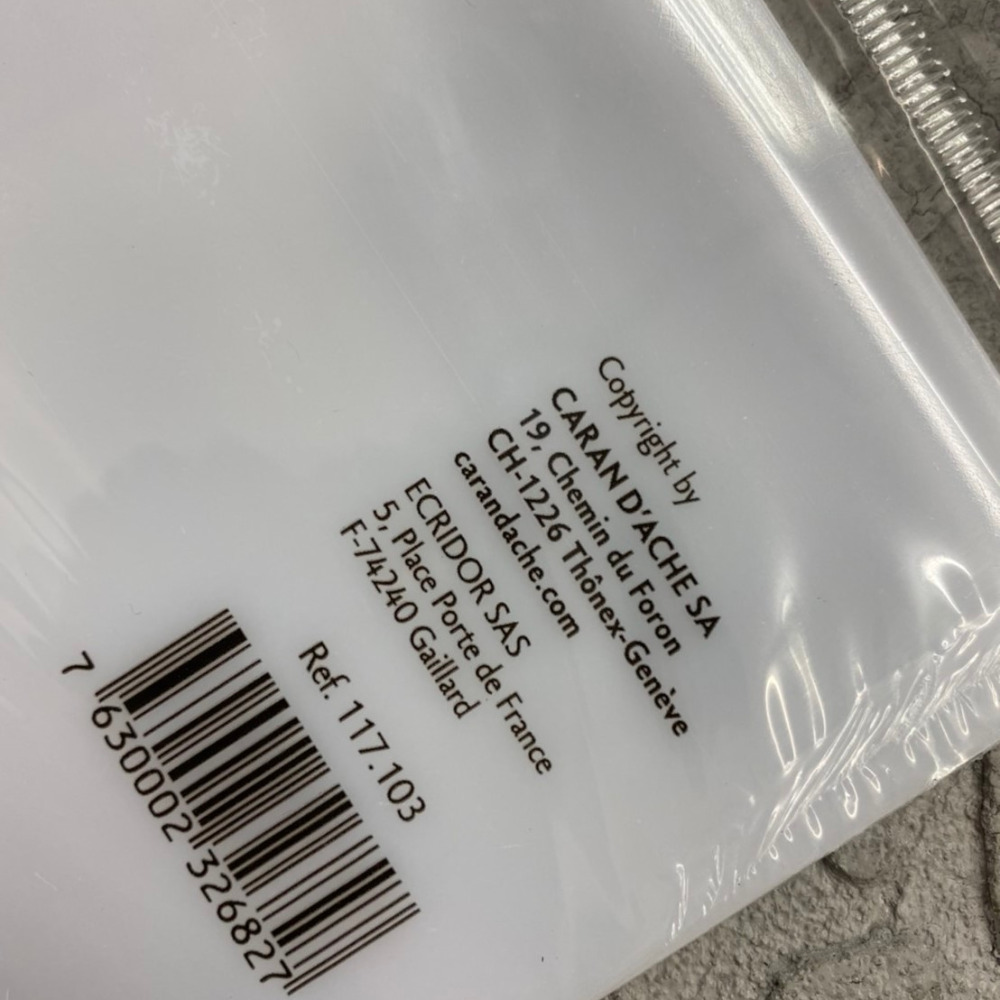 Copyright by
CARAN D'ACHE SA
19, Chemin du Foron
CH-1226 Thônex-Genève
carandache.com
ECRIDOR SAS
5, Place Porte de France
F-74240 Gaillard
Ref. 117.103
7 630002 326827